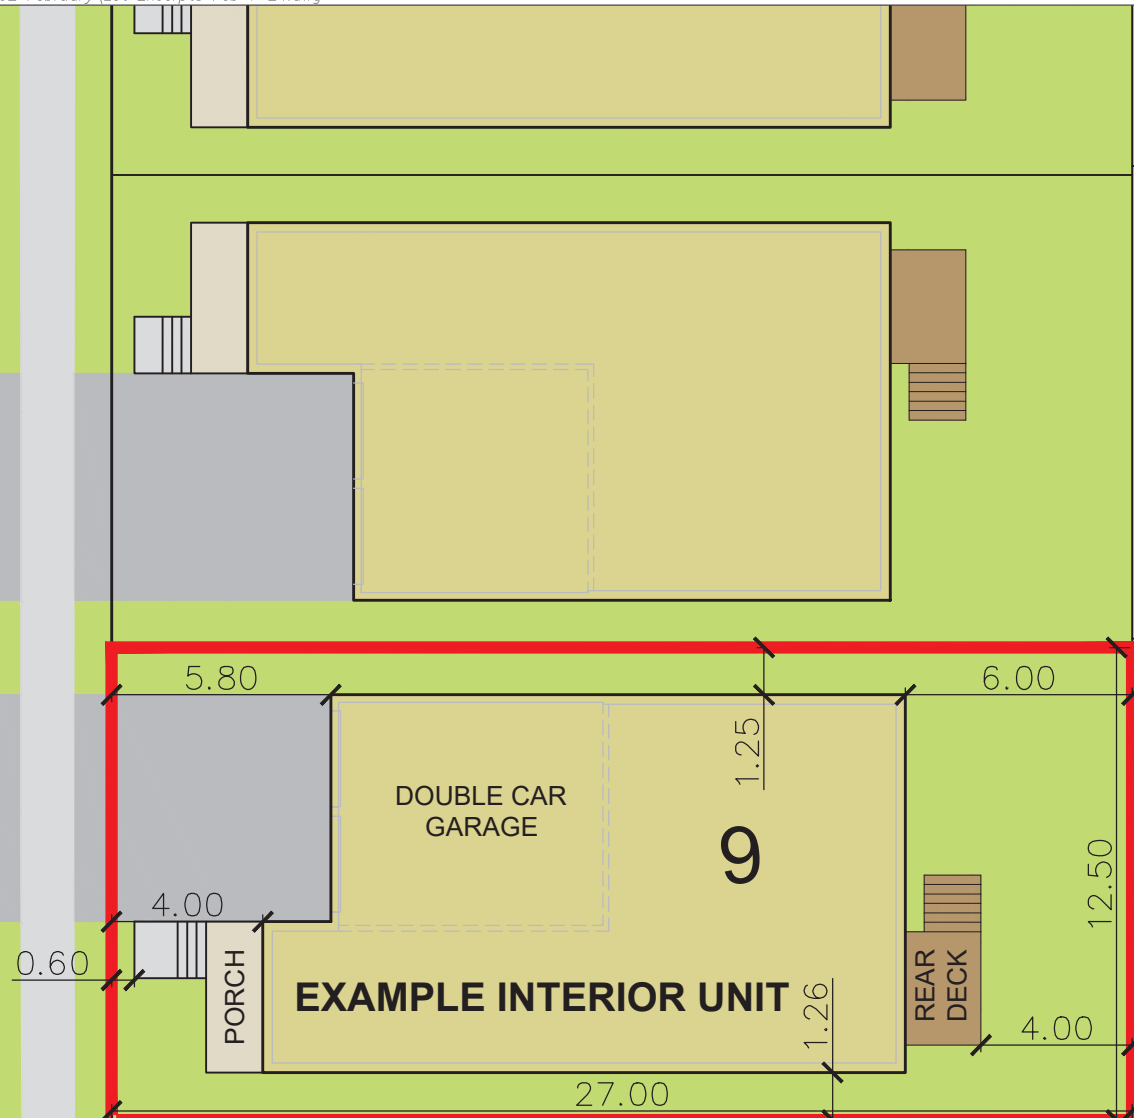 5.80
6.00
1.25
DOUBLE CAR
GARAGE
9
12.50
4.00
0.60
PORCH
EXAMPLE INTERIOR UNIT
1.26
REAR
DECK
4.00
27.00